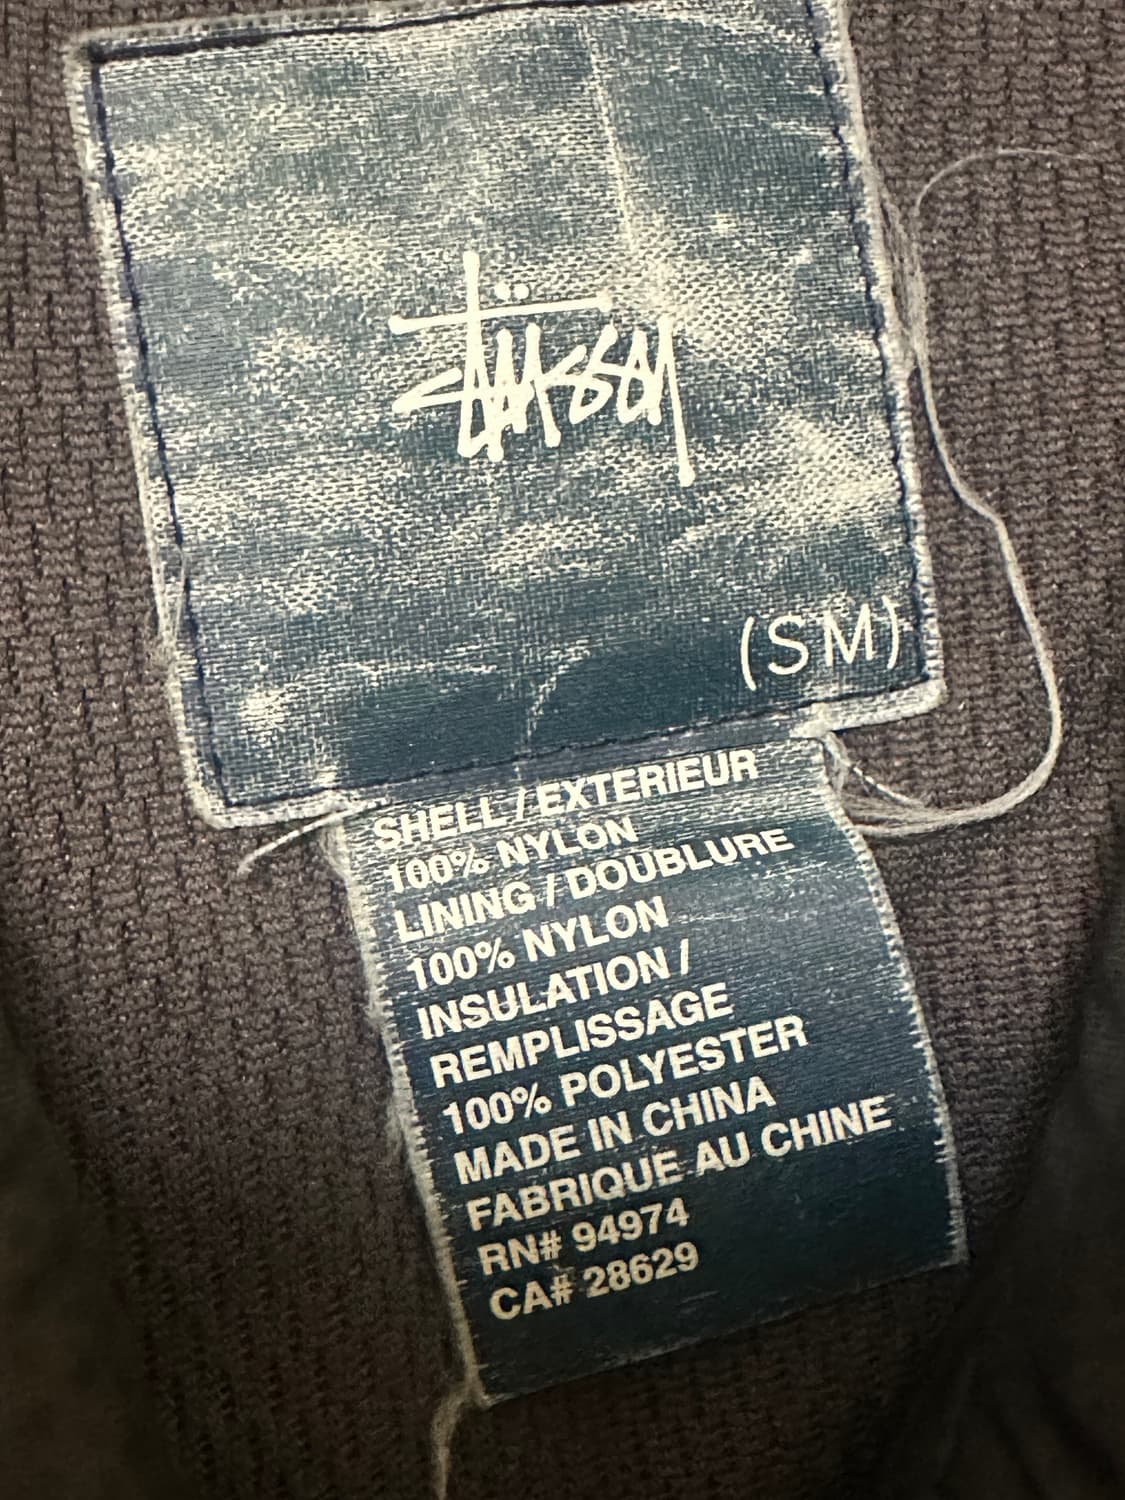 Stüssy
(SM)
SHELL / EXTERIEUR
100% NYLON
LINING / DOUBLURE
100% NYLON
INSULATION /
REMPLISSAGE
100% POLYESTER
MADE IN CHINA
FABRIQUE AU CHINE
RN# 94974
CA# 28629